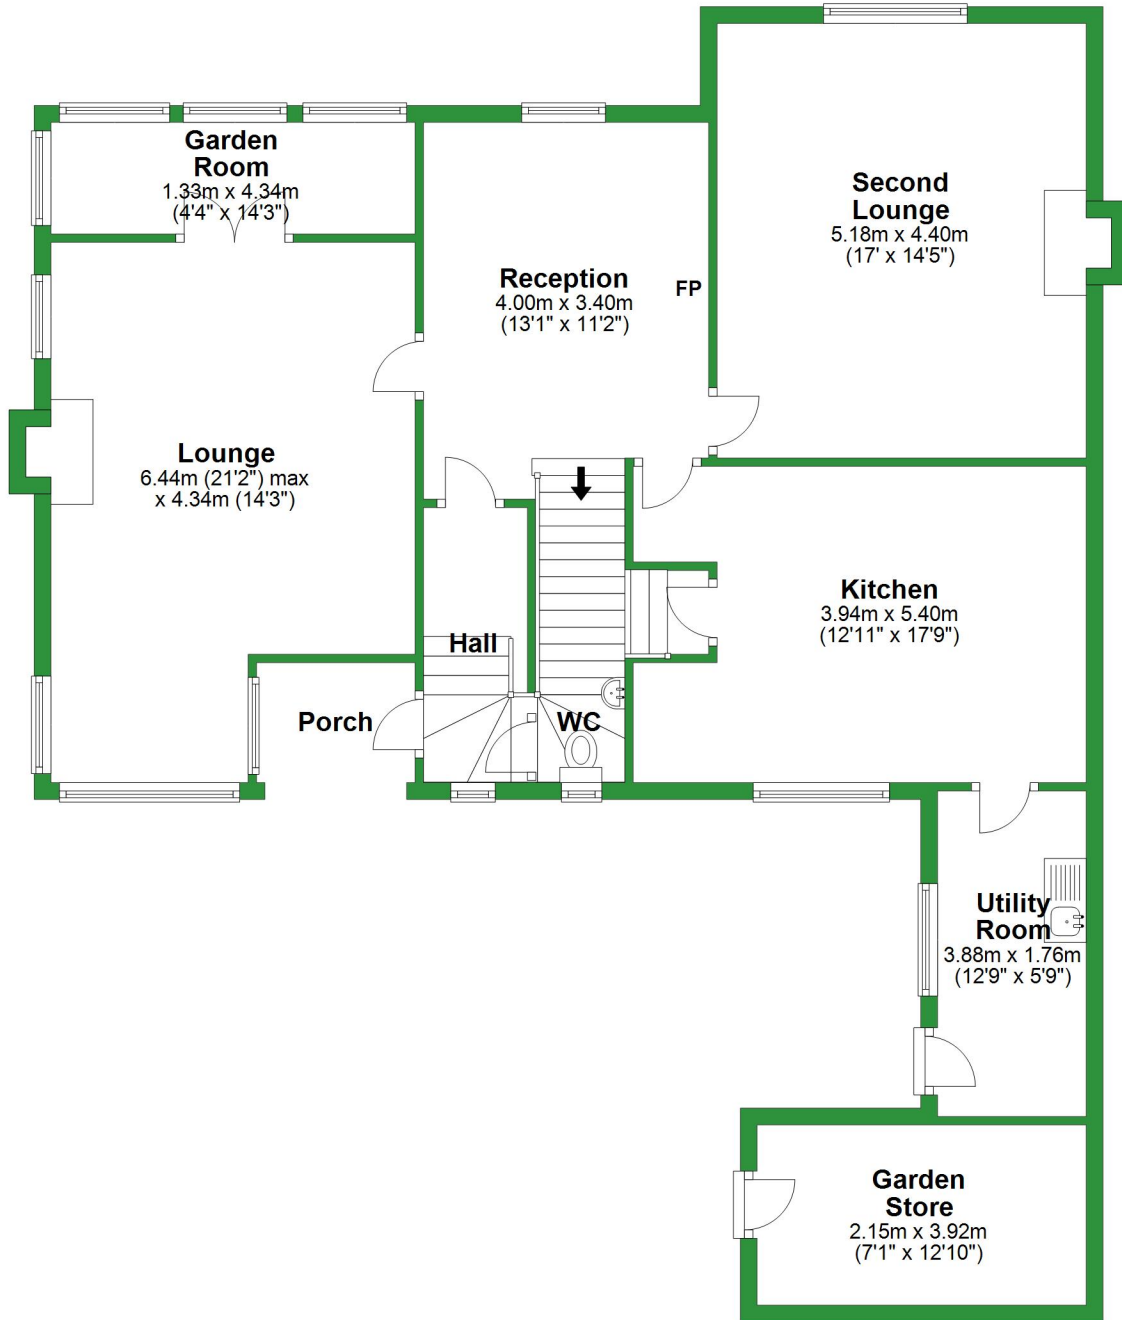 Garden
Room
1.33m x 4.34m
(4'4" x 14'3")
Second
Lounge
5.18m x 4.40m
(17' x 14'5")
Reception
4.00m x 3.40m
(13'1" x 11'2")
FP
Lounge
6.44m (21'2") max
x 4.34m (14'3")
Kitchen
3.94m x 5.40m
(12'11" x 17'9")
Hall
Porch
WC
Utility
Room
3.88m x 1.76m
(12'9" x 5'9")
Garden
Store
2.15m x 3.92m
(7'1" x 12'10")